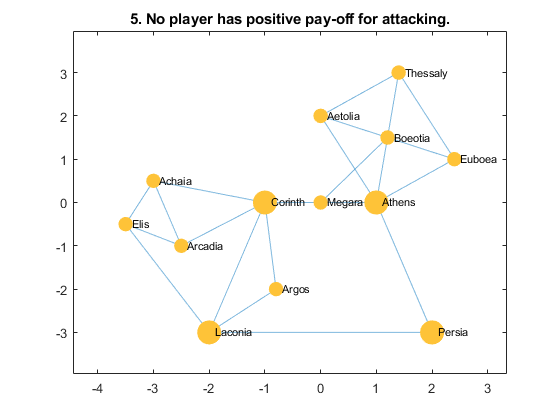 5. No player has positive pay-off for attacking.
3
Thessaly
2
Aetolia
Boeotia
1
Euboea
Achaia
0
Corinth
Megara
Athens
Elis
-1
Arcadia
-2
Argos
-3
Laconia
Persia
-4 -3 -2 -1 0 1 2 3